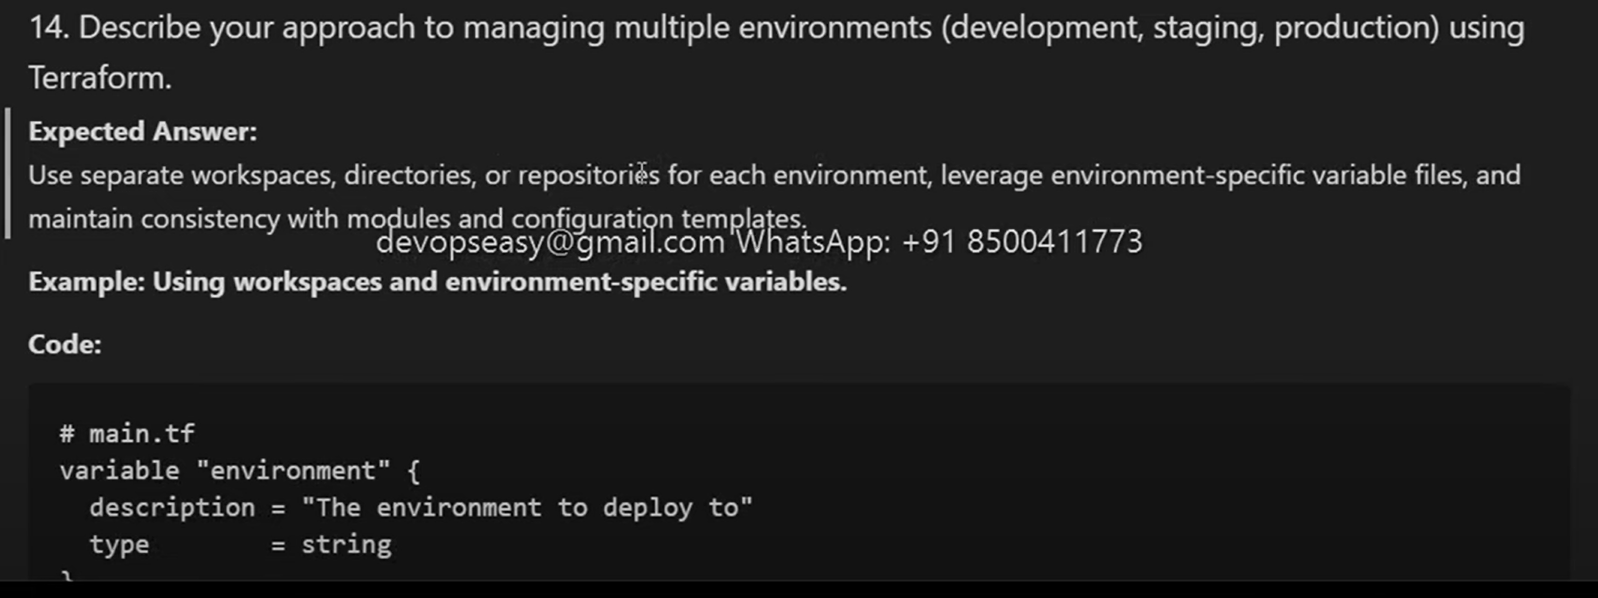 14. Describe your approach to managing multiple environments (development, staging, production) using
Terraform.
Expected Answer:
Use separate workspaces, directories, or repositories for each environment, leverage environment-specific variable files, and
maintain consistency with modules and configuration templates.
devopseasy@gmail.com WhatsApp: +91 8500411773
Example: Using workspaces and environment-specific variables.
Code:
# main.tf
variable "environment" {
  description = "The environment to deploy to"
  type        = string
}